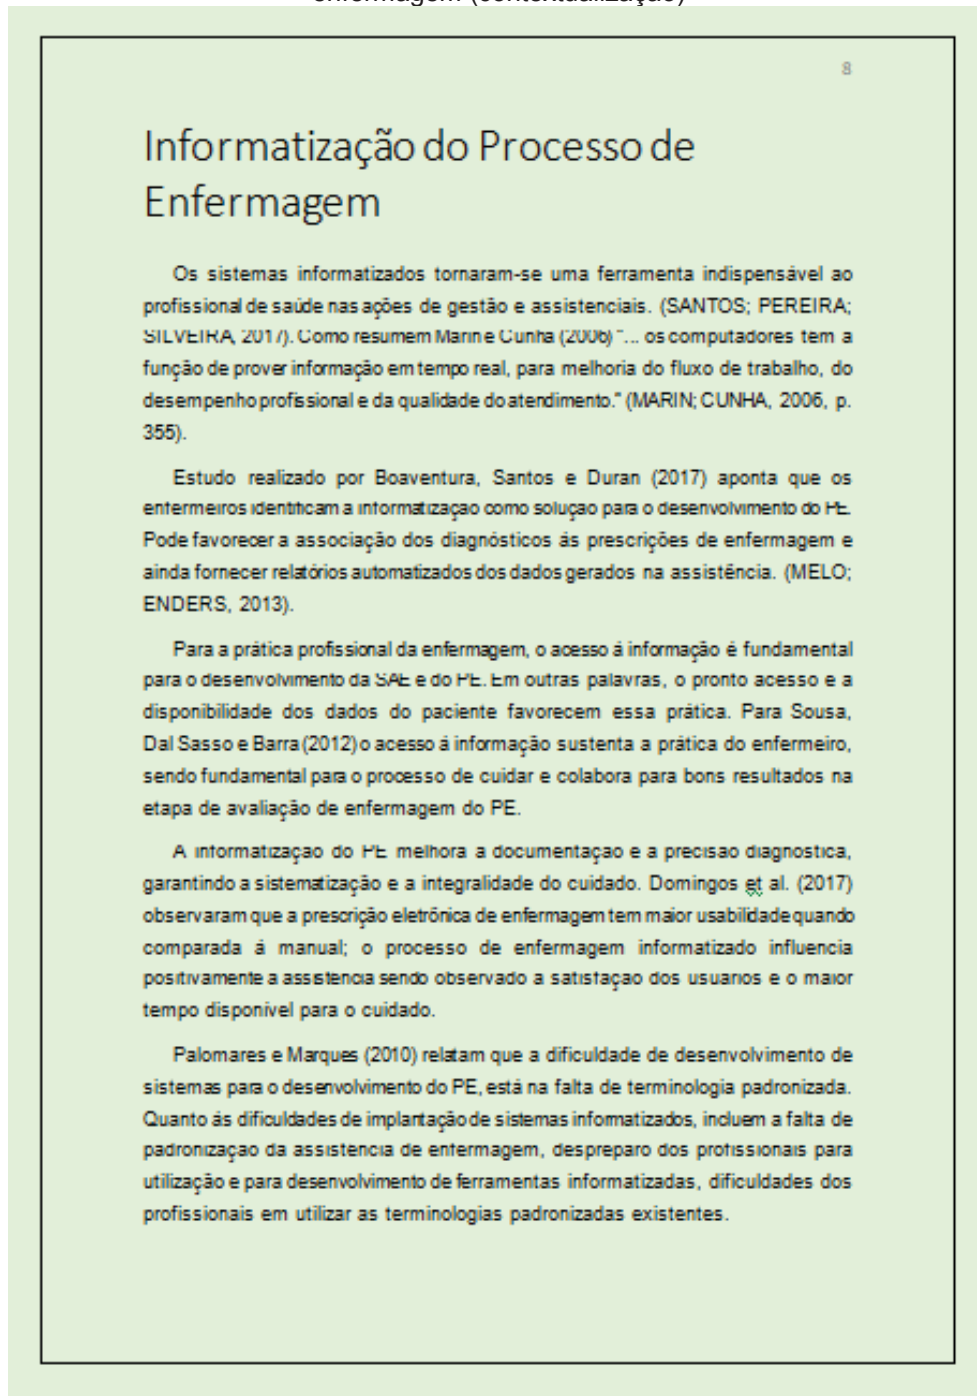 enfermagem (contextualização)
8
Informatização do Processo de
Enfermagem
Os sistemas informatizados tornaram-se uma ferramenta indispensável ao
profissional de saúde nas ações de gestão e assistenciais. (SANTOS; PEREIRA;
SILVEIRA, 2017). Como resumem Marin e Cunha (2006) "... os computadores tem a
função de prover informação em tempo real, para melhoria do fluxo de trabalho, do
desempenho profissional e da qualidade do atendimento." (MARIN; CUNHA, 2006, p.
355).
Estudo realizado por Boaventura, Santos e Duran (2017) aponta que os
enfermeiros identificam a informatização como solução para o desenvolvimento do PE.
Pode favorecer a associação dos diagnósticos ás prescrições de enfermagem e
ainda fornecer relatórios automatizados dos dados gerados na assistência. (MELO;
ENDERS, 2013).
Para a prática profissional da enfermagem, o acesso á informação é fundamental
para o desenvolvimento da SAE e do PE. Em outras palavras, o pronto acesso e a
disponibilidade dos dados do paciente favorecem essa prática. Para Sousa,
Dal Sasso e Barra (2012) o acesso á informação sustenta a prática do enfermeiro,
sendo fundamental para o processo de cuidar e colabora para bons resultados na
etapa de avaliação de enfermagem do PE.
A informatização do PE melhora a documentação e a precisão diagnostica,
garantindo a sistematização e a integralidade do cuidado. Domingos et al. (2017)
observaram que a prescrição eletrônica de enfermagem tem maior usabilidade quando
comparada á manual; o processo de enfermagem informatizado influencia
positivamente a assistencia sendo observado a satisfação dos usuarios e o maior
tempo disponível para o cuidado.
Palomares e Marques (2010) relatam que a dificuldade de desenvolvimento de
sistemas para o desenvolvimento do PE, está na falta de terminologia padronizada.
Quanto ás dificuldades de implantação de sistemas informatizados, incluem a falta de
padronização da assistencia de enfermagem, despreparo dos profissionais para
utilização e para desenvolvimento de ferramentas informatizadas, dificuldades dos
profissionais em utilizar as terminologias padronizadas existentes.